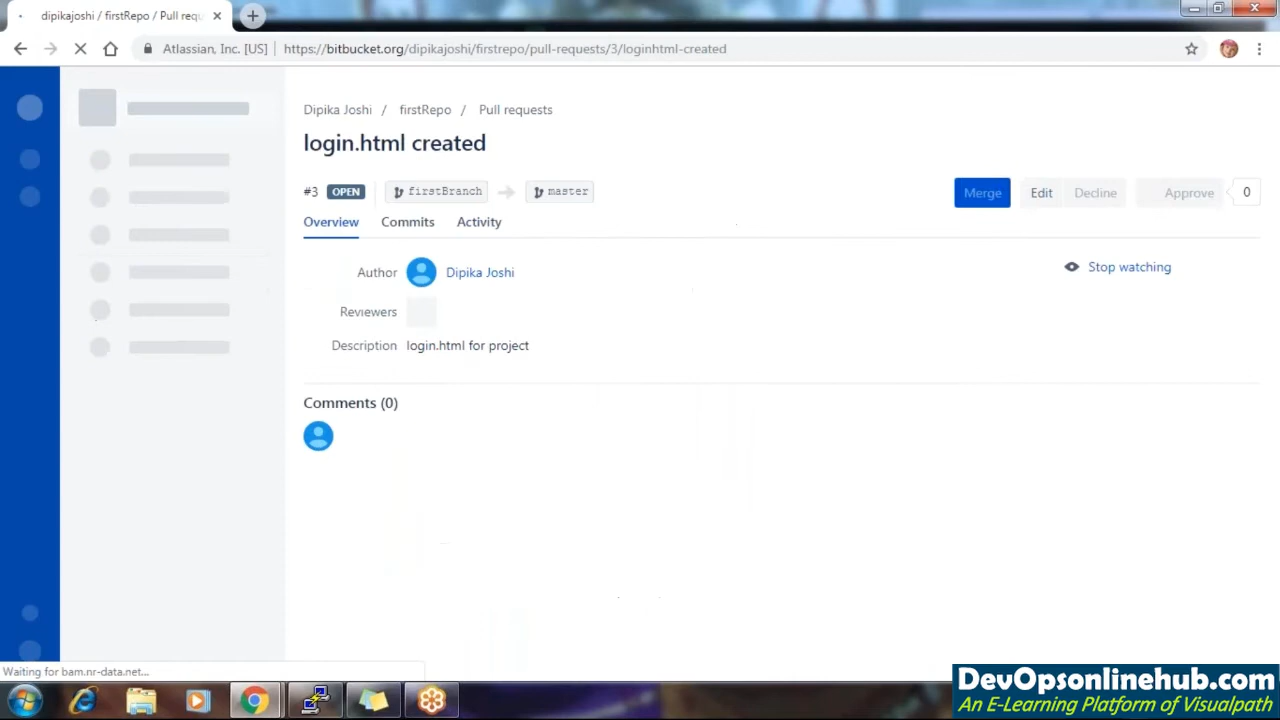 dipikajoshi / firstRepo / Pull requ
Atlassian, Inc. [US]
https://bitbucket.org/dipikajoshi/firstrepo/pull-requests/3/loginhtml-created
Dipika Joshi / firstRepo / Pull requests
login.html created
#3 OPEN firstBranch master
Merge Edit Decline Approve 0
Overview Commits Activity
Author Dipika Joshi
Stop watching
Reviewers
Description login.html for project
Comments (0)
Waiting for bam.nr-data.net...
DevOpsonlinehub.com
An E-Learning Platform of Visualpath